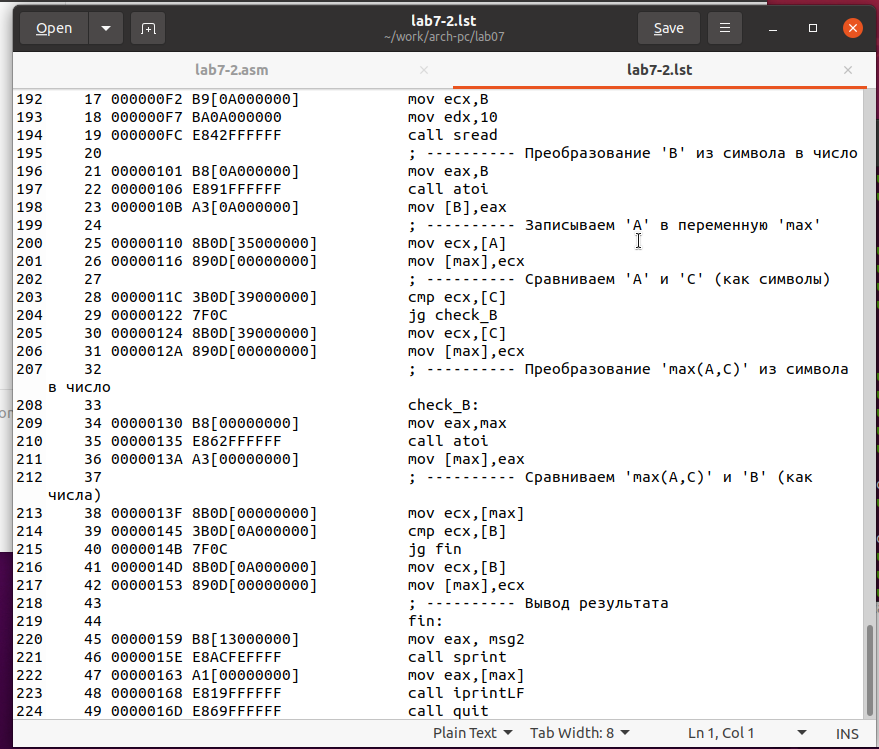 Open
lab7-2.lst
~/work/arch-pc/lab07
Save
lab7-2.asm
lab7-2.lst
192 17 000000F2 B9[0A000000] mov ecx,B
193 18 000000F7 BA0A000000 mov edx,10
194 19 000000FC E842FFFFFF call sread
195 20 ; ---------- Преобразование 'B' из символа в число
196 21 00000101 B8[0A000000] mov eax,B
197 22 00000106 E891FFFFFF call atoi
198 23 0000010B A3[0A000000] mov [B],eax
199 24 ; ---------- Записываем 'A' в переменную 'max'
200 25 00000110 8B0D[35000000] mov ecx,[A]
201 26 00000116 890D[00000000] mov [max],ecx
202 27 ; ---------- Сравниваем 'A' и 'С' (как символы)
203 28 0000011C 3B0D[39000000] cmp ecx,[C]
204 29 00000122 7F0C jg check_B
205 30 00000124 8B0D[39000000] mov ecx,[C]
206 31 0000012A 890D[00000000] mov [max],ecx
207 32 ; ---------- Преобразование 'max(A,C)' из символа
в число
208 33 check_B:
209 34 00000130 B8[00000000] mov eax,max
210 35 00000135 E862FFFFFF call atoi
211 36 0000013A A3[00000000] mov [max],eax
212 37 ; ---------- Сравниваем 'max(A,C)' и 'B' (как
числа)
213 38 0000013F 8B0D[00000000] mov ecx,[max]
214 39 00000145 3B0D[0A000000] cmp ecx,[B]
215 40 0000014B 7F0C jg fin
216 41 0000014D 8B0D[0A000000] mov ecx,[B]
217 42 00000153 890D[00000000] mov [max],ecx
218 43 ; ---------- Вывод результата
219 44 fin:
220 45 00000159 B8[13000000] mov eax, msg2
221 46 0000015E E8ACFEFFFF call sprint
222 47 00000163 A1[00000000] mov eax,[max]
223 48 00000168 E819FFFFFF call iprintLF
224 49 0000016D E869FFFFFF call quit
Plain Text Tab Width: 8 Ln 1, Col 1 INS